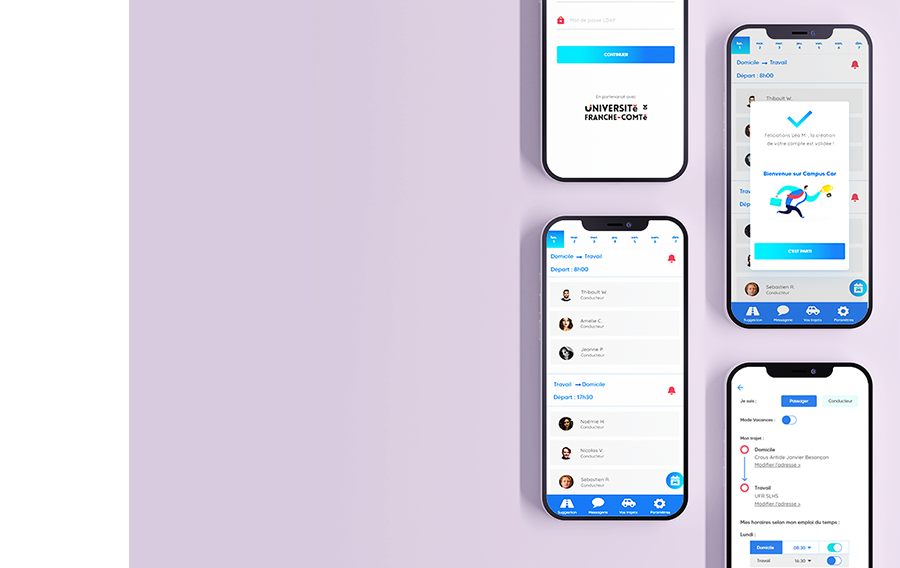 Mot de passe LDAP
CONTINUER
En partenariat avec
UNIVERSITÉ
FRANCHE-COMTÉ
lun. mar. mer. jeu. ven. sam. dim.
1 2 3 4 5 6 7
Domicile → Travail
Départ : 8h00
Thibault W.
Félicitations Léa M., la création
de votre compte est validée !
Bienvenue sur Campus Car
Trav
Dép
C'EST PARTI
Sébastien R.
Conducteur
Suggestion Messagerie Vos trajets Paramètres
lun. mar. mer. jeu. ven. sam. dim.
1 2 3 4 5 6 7
Domicile → Travail
Départ : 8h00
Thibault W.
Conducteur
Amélie C.
Conducteur
Jeanne P.
Conducteur
Travail → Domicile
Départ : 17h30
Noémie H.
Conducteur
Nicolas V.
Conducteur
Sébastien R.
Conducteur
Suggestion Messagerie Vos trajets Paramètres
Je suis : Passager Conducteur
Mode Vacances :
Mon trajet :
Domicile
Crous Antide Janvier Besançon
Modifier l'adresse »
Travail
UFR SLHS
Modifier l'adresse »
Mes horaires selon mon emploi du temps :
Lundi :
Domicile 08:30
Travail 16:30